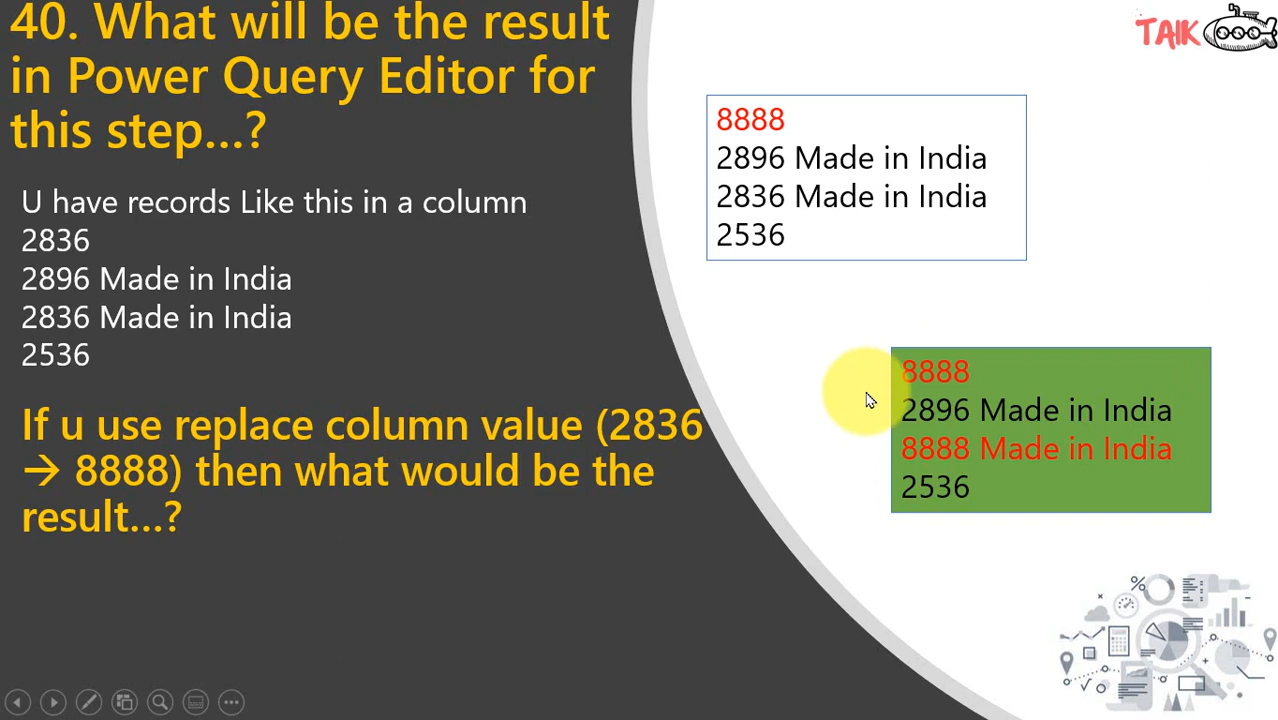 40. What will be the result
in Power Query Editor for
this step...?
TAIK
U have records Like this in a column
2836
2896 Made in India
2836 Made in India
2536
If u use replace column value (2836
→ 8888) then what would be the
result...?
8888
2896 Made in India
2836 Made in India
2536
8888
2896 Made in India
8888 Made in India
2536